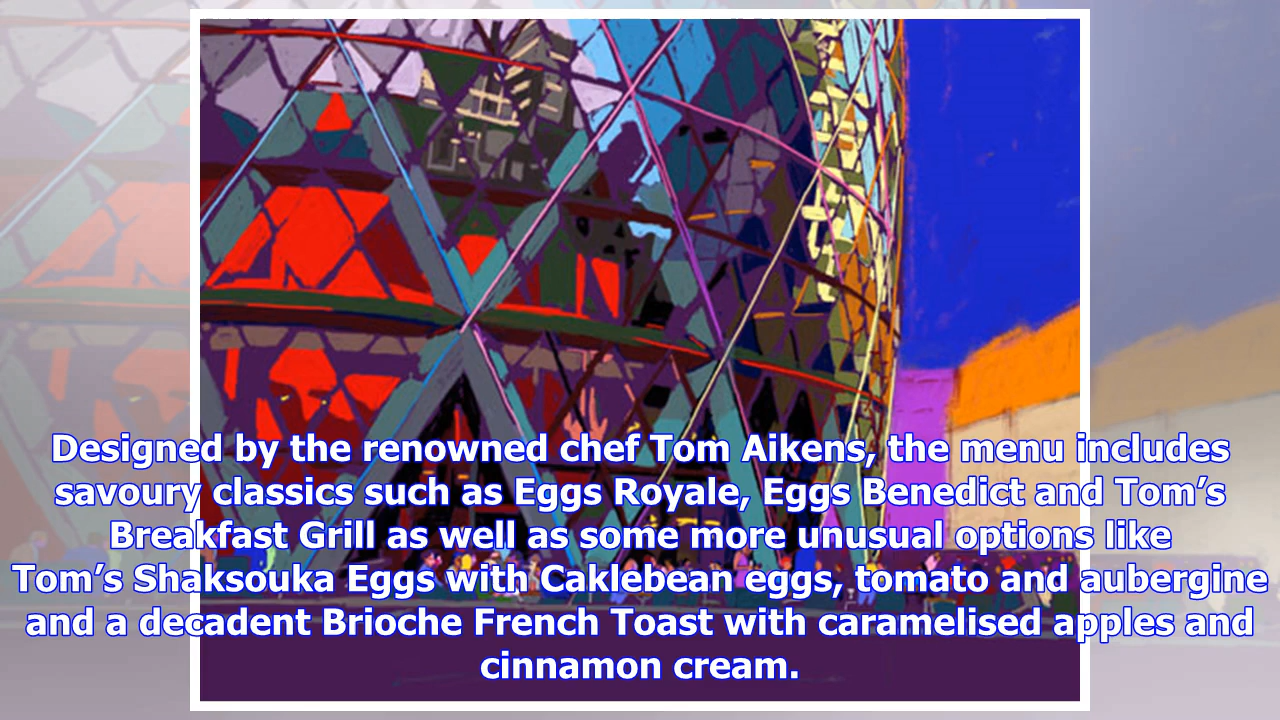 Designed by the renowned chef Tom Aikens, the menu includes
savoury classics such as Eggs Royale, Eggs Benedict and Tom’s
Breakfast Grill as well as some more unusual options like
Tom’s Shaksouka Eggs with Caklebean eggs, tomato and aubergine
and a decadent Brioche French Toast with caramelised apples and
cinnamon cream.